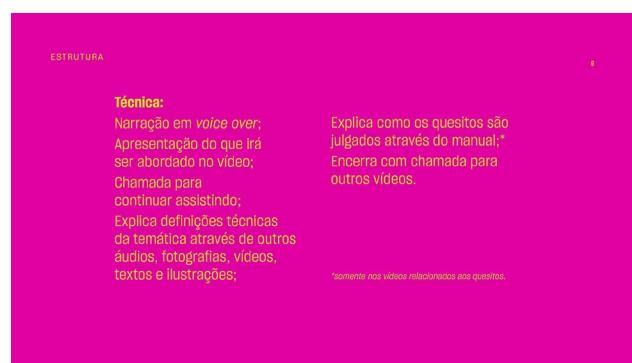 ESTRUTURA
Técnica:
Narração em voice over;
Apresentação do que irá
ser abordado no vídeo;
Chamada para
continuar assistindo;
Explica definições técnicas
da temática através de outros
áudios, fotografias, vídeos,
textos e ilustrações;
Explica como os quesitos são
julgados através do manual;*
Encerra com chamada para
outros vídeos.
*somente nos vídeos relacionados aos quesitos.